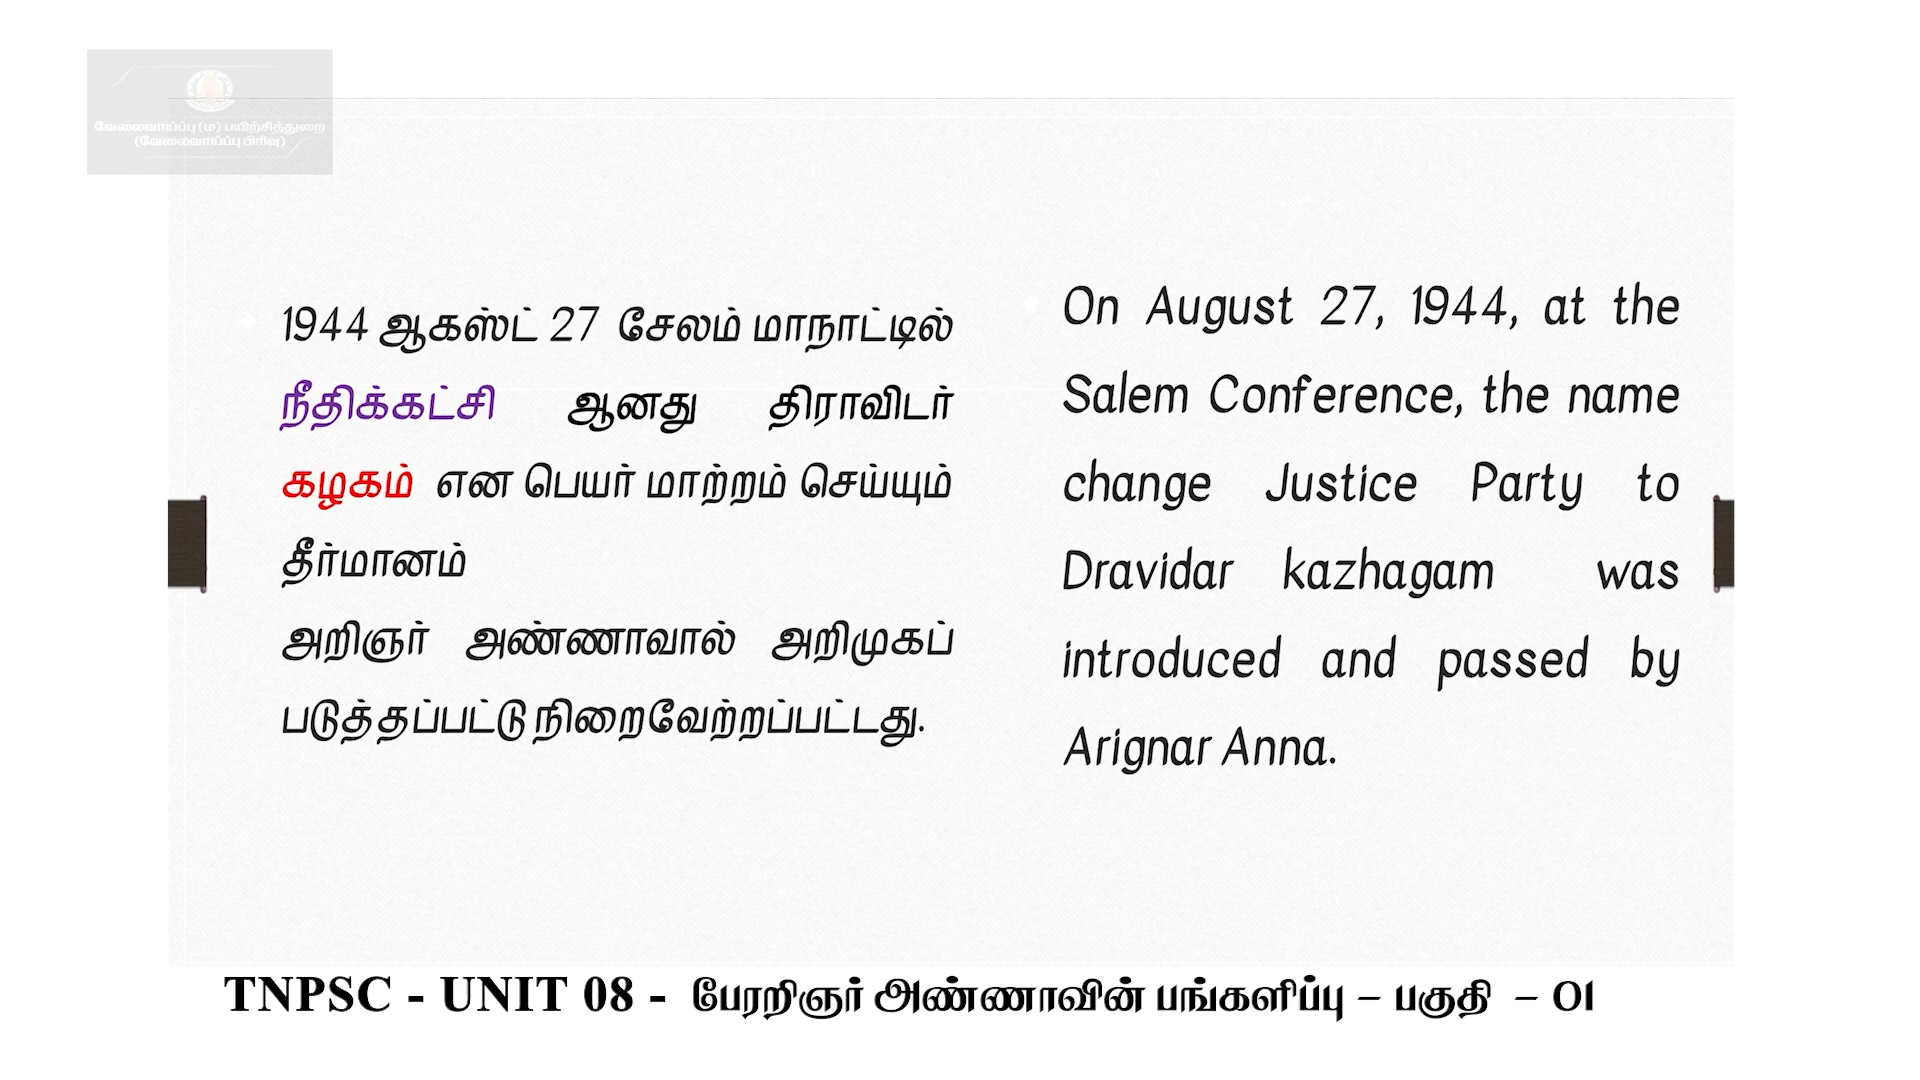 வேலைவாய்ப்பு (ம) பயிற்சித்துறை
(வேலைவாய்ப்பு பிரிவு)
1944 ஆகஸ்ட் 27 சேலம் மாநாட்டில்
நீதிக்கட்சி ஆனது திராவிடர்
கழகம் என பெயர் மாற்றம் செய்யும்
தீர்மானம்
அறிஞர் அண்ணாவால் அறிமுகப்
படுத்தப்பட்டு நிறைவேற்றப்பட்டது.
On August 27, 1944, at the
Salem Conference, the name
change Justice Party to
Dravidar kazhagam was
introduced and passed by
Arignar Anna.
TNPSC - UNIT 08 - பேரறிஞர் அண்ணாவின் பங்களிப்பு – பகுதி – 01